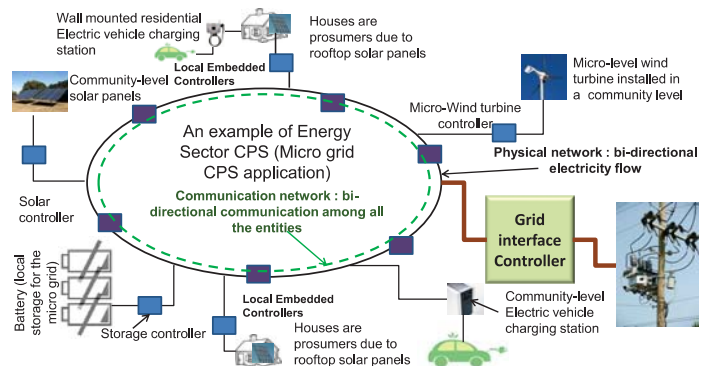 Wall mounted residential
Electric vehicle charging
station
Houses are
prosumers due to
rooftop solar panels
Local Embedded
Controllers
Community-level
solar panels
Micro-level wind
turbine installed in
a community level
Micro-Wind turbine
controller
An example of Energy
Sector CPS (Micro grid
CPS application)
Physical network : bi-directional
electricity flow
Communication network : bi-
directional communication among all
the entities
Solar
controller
Grid
interface
Controller
Battery (local
storage for the
micro grid)
Storage controller
Local Embedded
Controllers
Houses are
prosumers due to
rooftop solar panels
Community-level
Electric vehicle
charging station